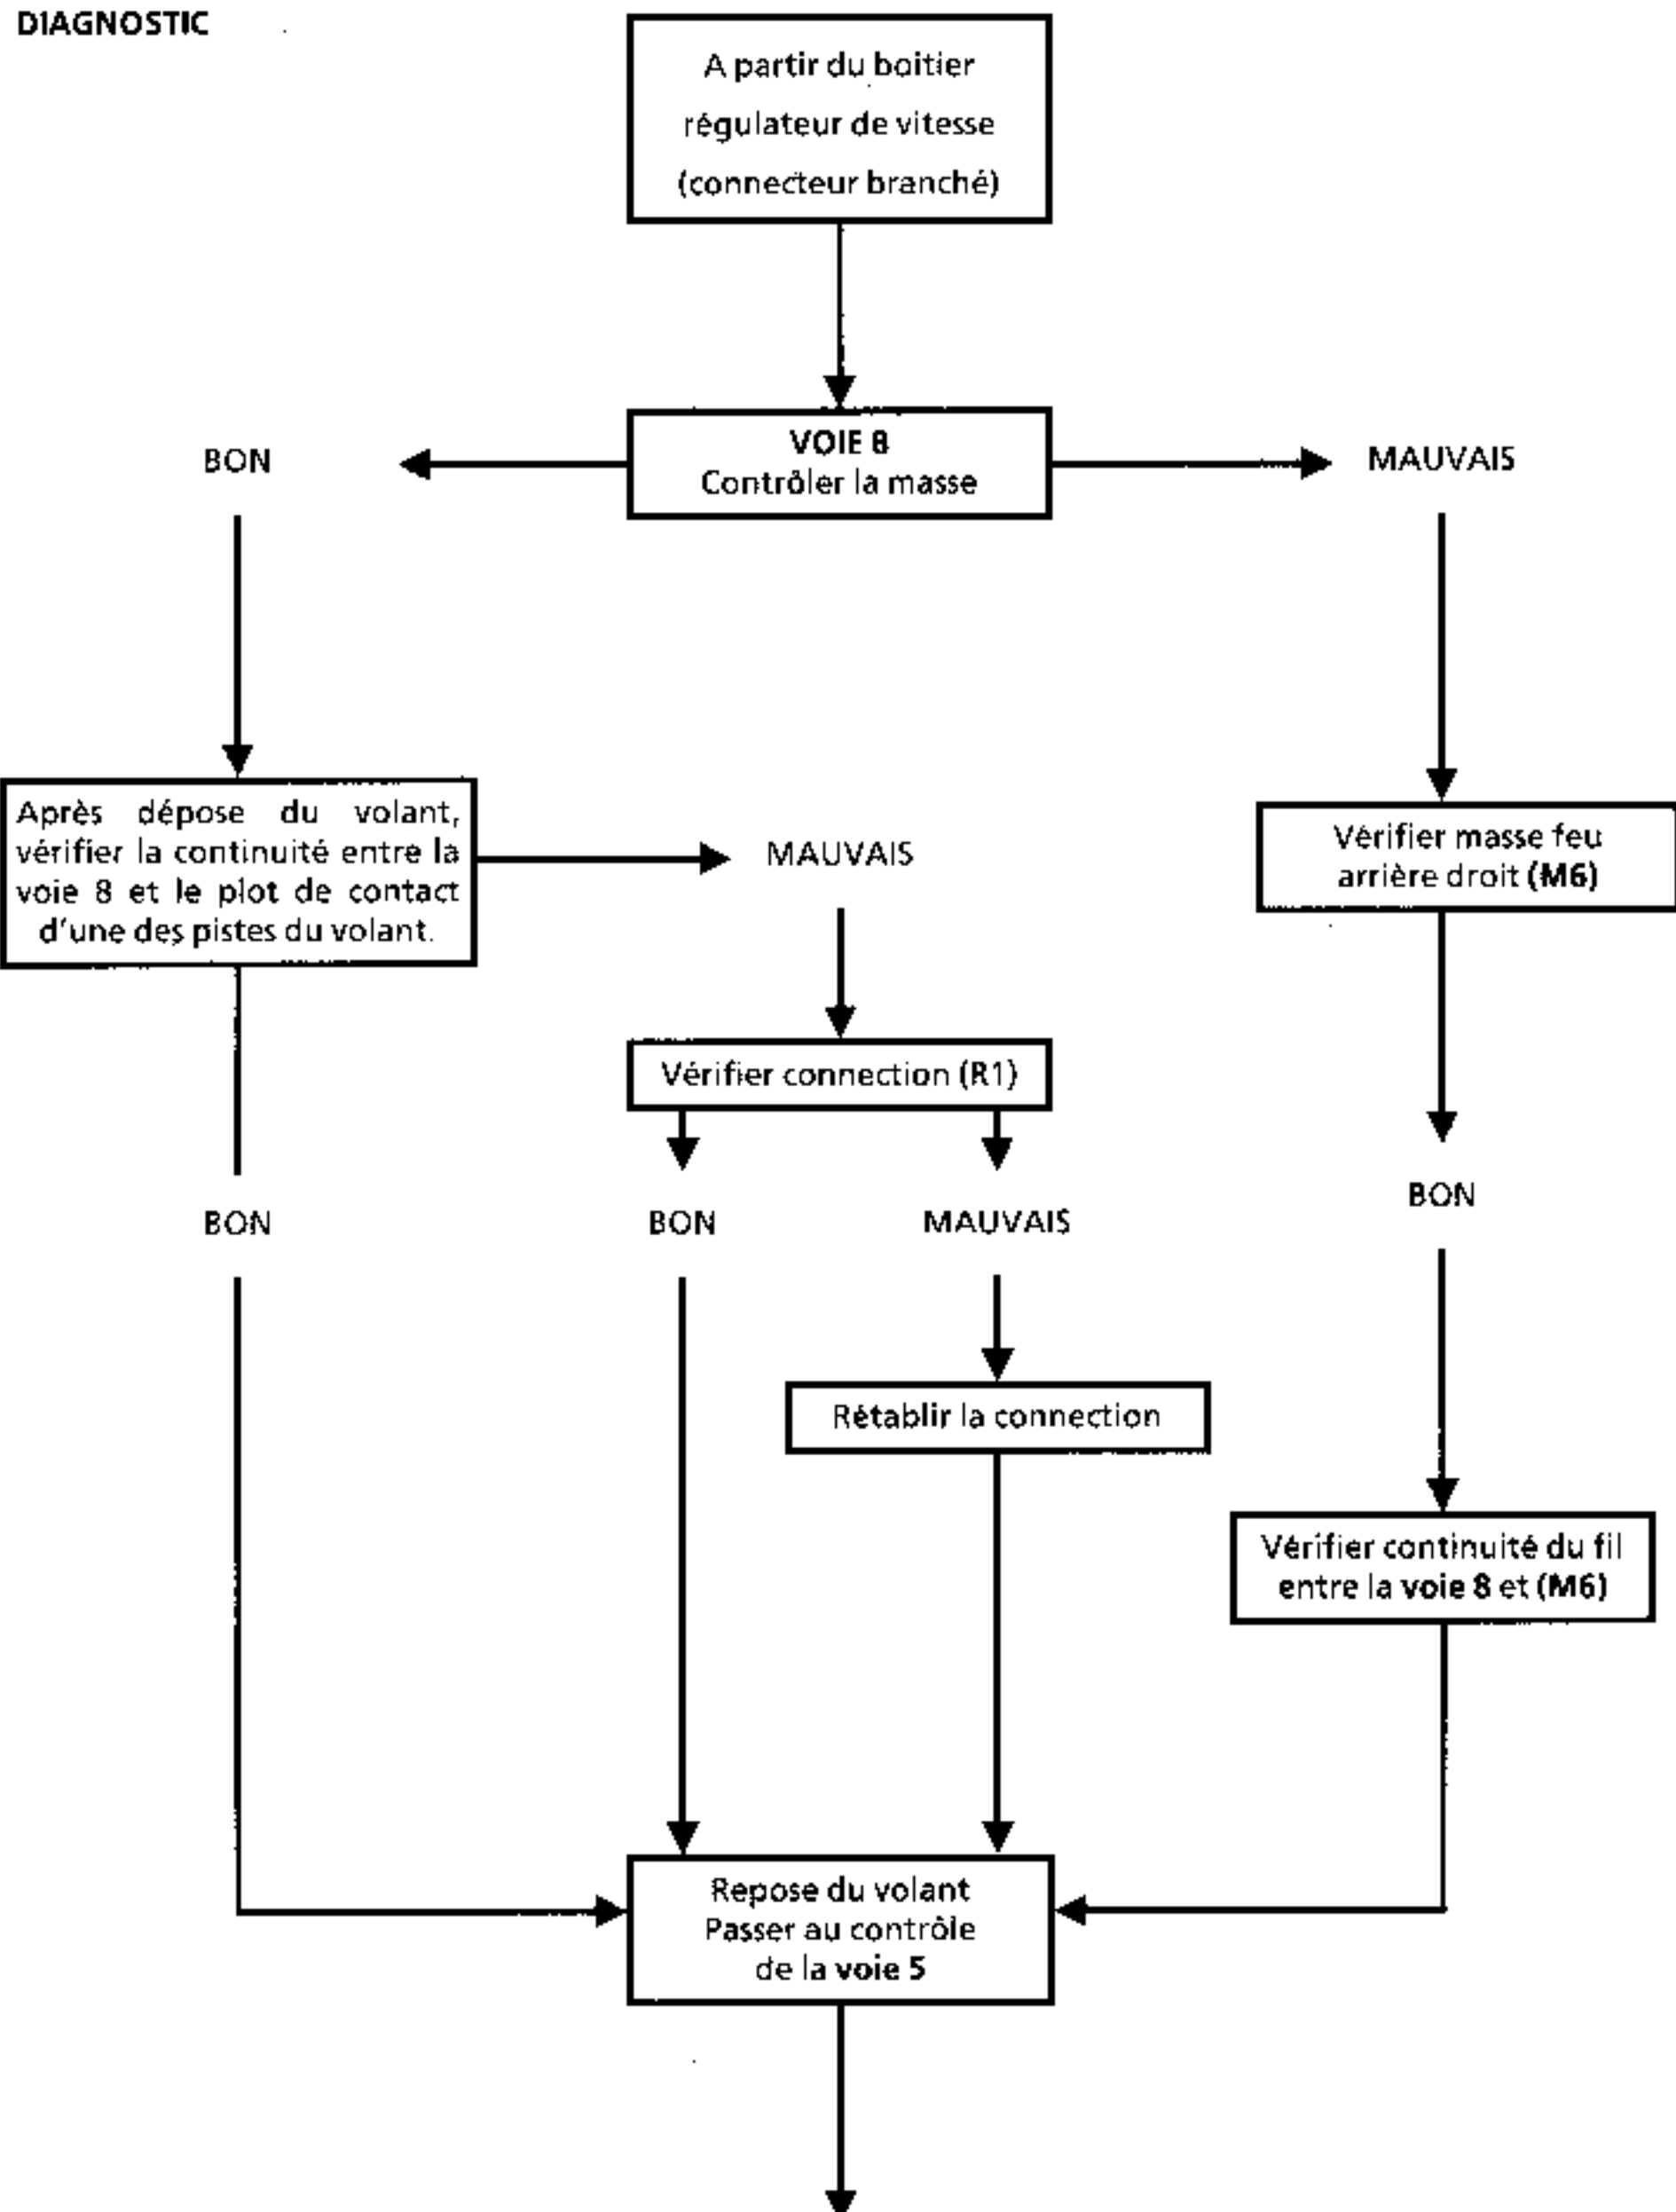 DIAGNOSTIC
A partir du boitier
régulateur de vitesse
(connecteur branché)
BON
VOIE 8
Contrôler la masse
MAUVAIS
Après dépose du volant,
vérifier la continuité entre la
voie 8 et le plot de contact
d'une des pistes du volant.
MAUVAIS
Vérifier masse feu
arrière droit (M6)
Vérifier connection (R1)
BON
BON
MAUVAIS
BON
Rétablir la connection
Vérifier continuité du fil
entre la voie 8 et (M6)
Repose du volant
Passer au contrôle
de la voie 5